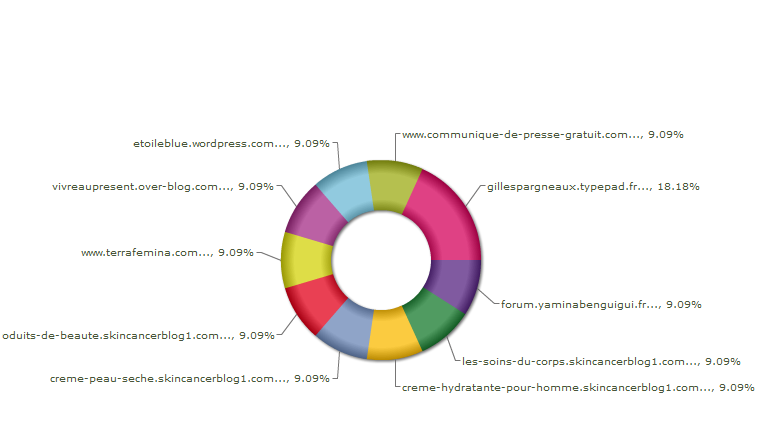 www.communique-de-presse-gratuit.com..., 9.09%
etoileblue.wordpress.com..., 9.09%
vivreaupresent.over-blog.com..., 9.09%
gillespargneaux.typepad.fr..., 18.18%
www.terrafemina.com..., 9.09%
forum.yaminabenguigui.fr..., 9.09%
oduits-de-beaute.skincancerblog1.com..., 9.09%
les-soins-du-corps.skincancerblog1.com..., 9.09%
creme-peau-seche.skincancerblog1.com..., 9.09%
creme-hydratante-pour-homme.skincancerblog1.com..., 9.09%